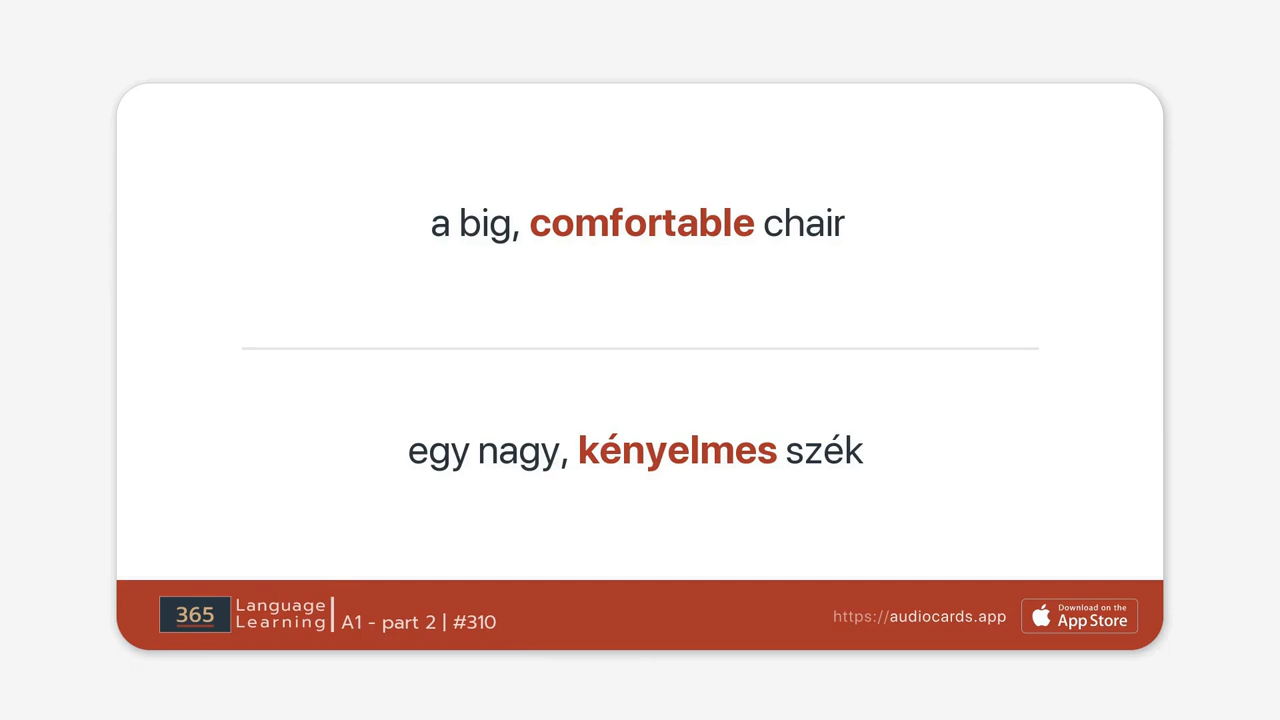 a big, comfortable chair
egy nagy, kényelmes szék
365
Language
Learning
A1 - part 2 | #310
https://audiocards.app
Download on the
App Store